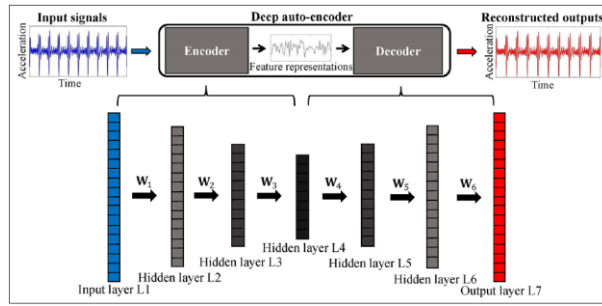 Input signals
Deep auto-encoder
Reconstructed outputs
Acceleration
Time
Encoder
Feature representations
Decoder
Acceleration
Time
W1
W2
W3
W4
W5
W6
Input layer L1
Hidden layer L2
Hidden layer L3
Hidden layer L4
Hidden layer L5
Hidden layer L6
Output layer L7